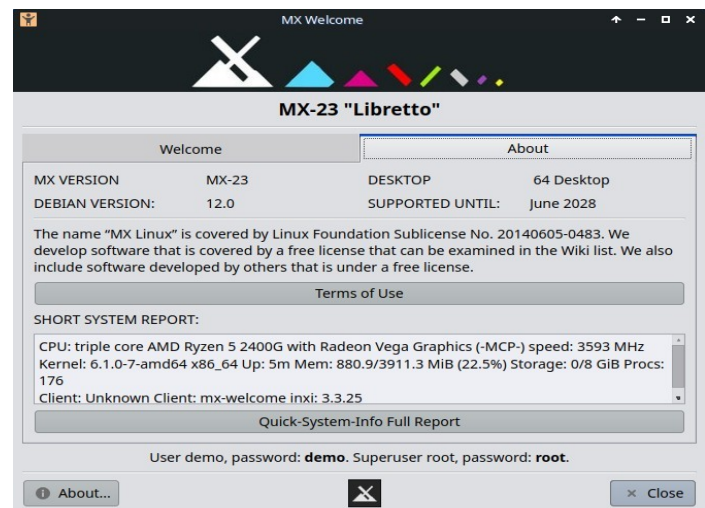 MX Welcome
MX-23 "Libretto"
Welcome
About
MX VERSION MX-23 DESKTOP 64 Desktop
DEBIAN VERSION: 12.0 SUPPORTED UNTIL: June 2028
The name “MX Linux” is covered by Linux Foundation Sublicense No. 20140605-0483. We
develop software that is covered by a free license that can be examined in the Wiki list. We also
include software developed by others that is under a free license.
Terms of Use
SHORT SYSTEM REPORT:
CPU: triple core AMD Ryzen 5 2400G with Radeon Vega Graphics (-MCP-) speed: 3593 MHz
Kernel: 6.1.0-7-amd64 x86_64 Up: 5m Mem: 880.9/3911.3 MiB (22.5%) Storage: 0/8 GiB Procs:
176
Client: Unknown Client: mx-welcome inxi: 3.3.25
Quick-System-Info Full Report
User demo, password: demo. Superuser root, password: root.
About...
Close